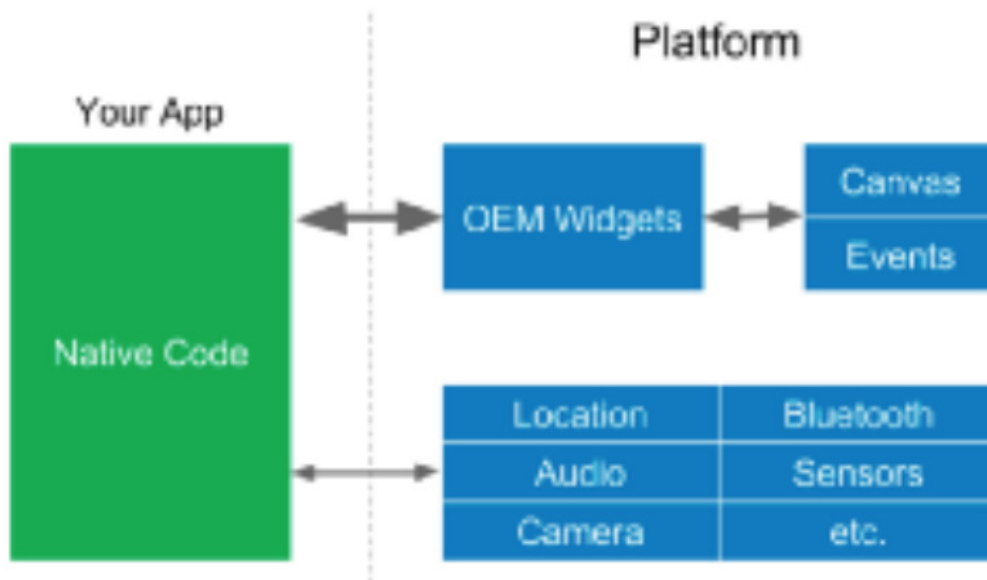 Platform
Your App
Native Code
OEM Widgets
Canvas
Events
Location
Bluetooth
Audio
Sensors
Camera
etc.